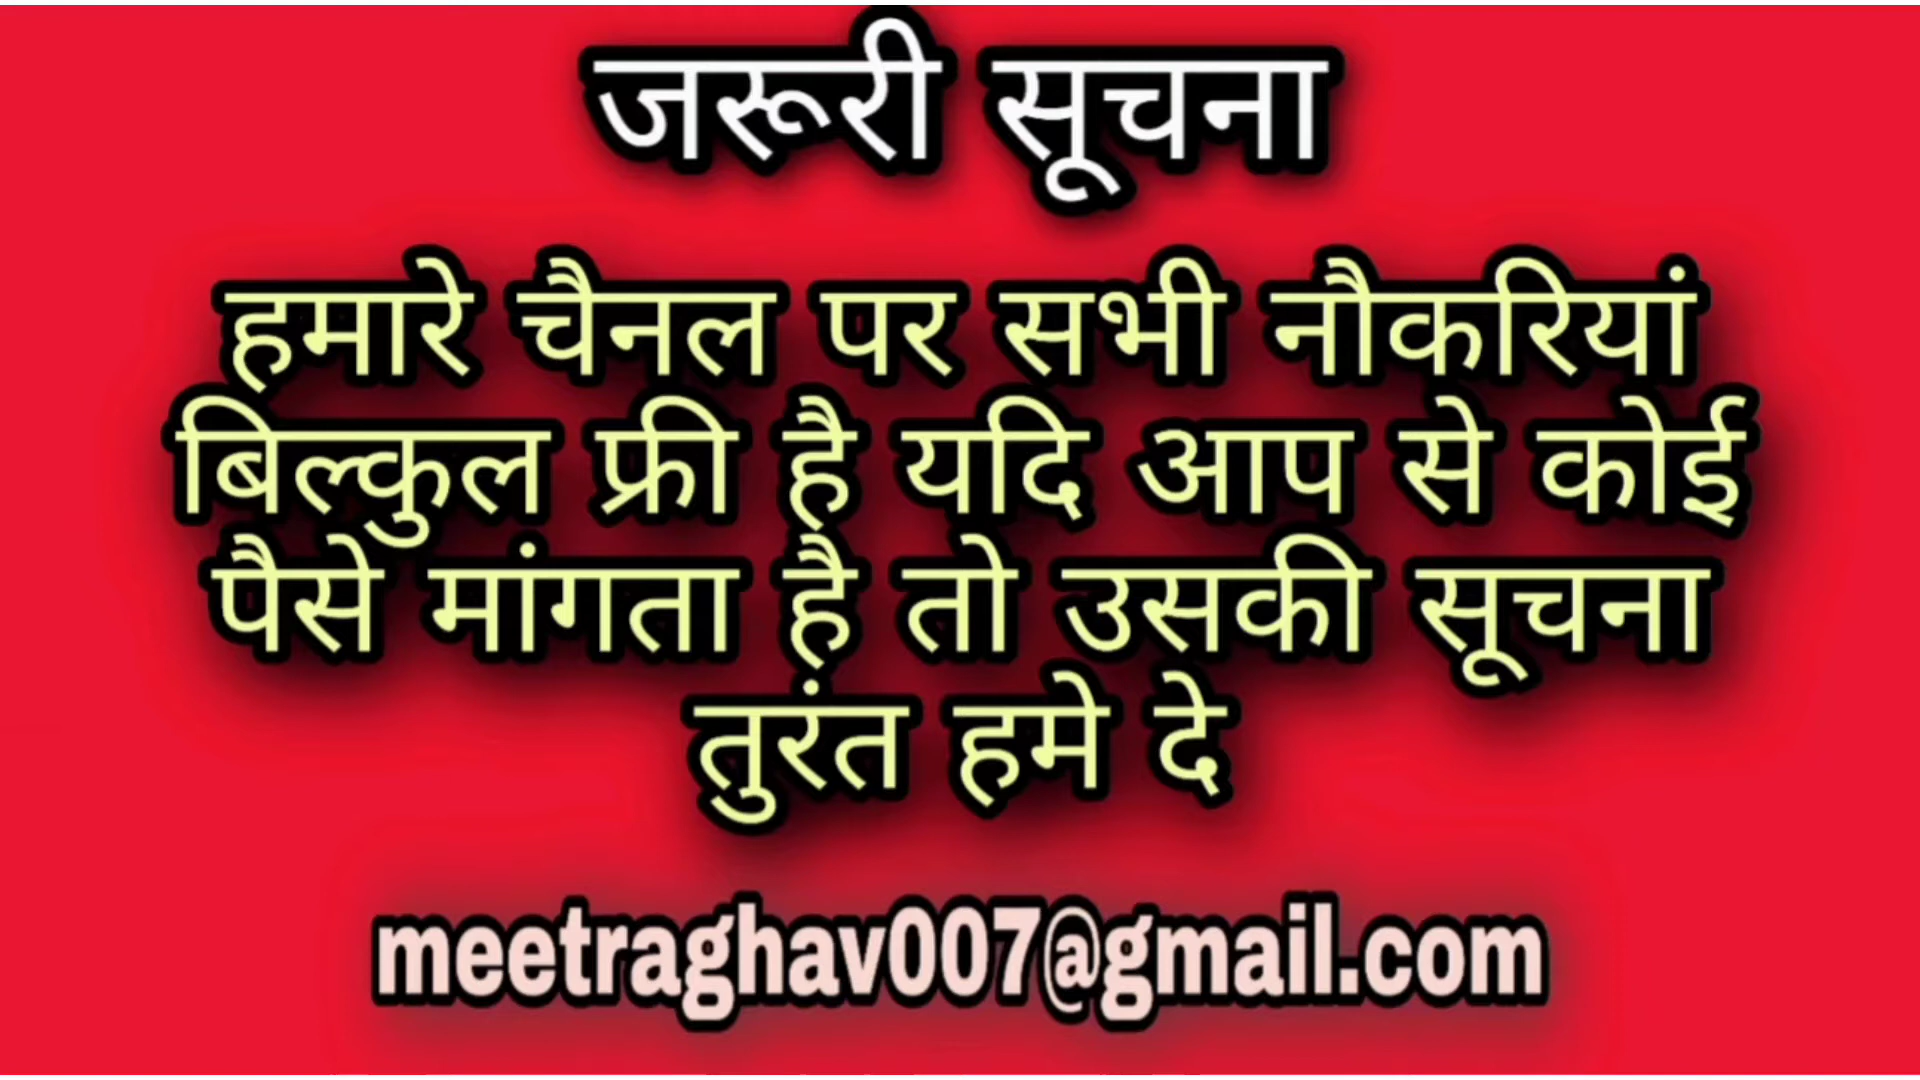 जरूरी सूचना
हमारे चैनल पर सभी नौकरियां
बिल्कुल फ्री है यदि आप से कोई
पैसे मांगता है तो उसकी सूचना
तुरंत हमे दे
meetraghav007@gmail.com